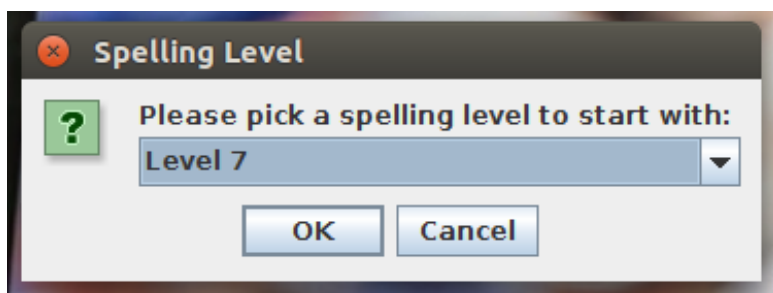 Spelling Level
Please pick a spelling level to start with:
Level 7
OK Cancel